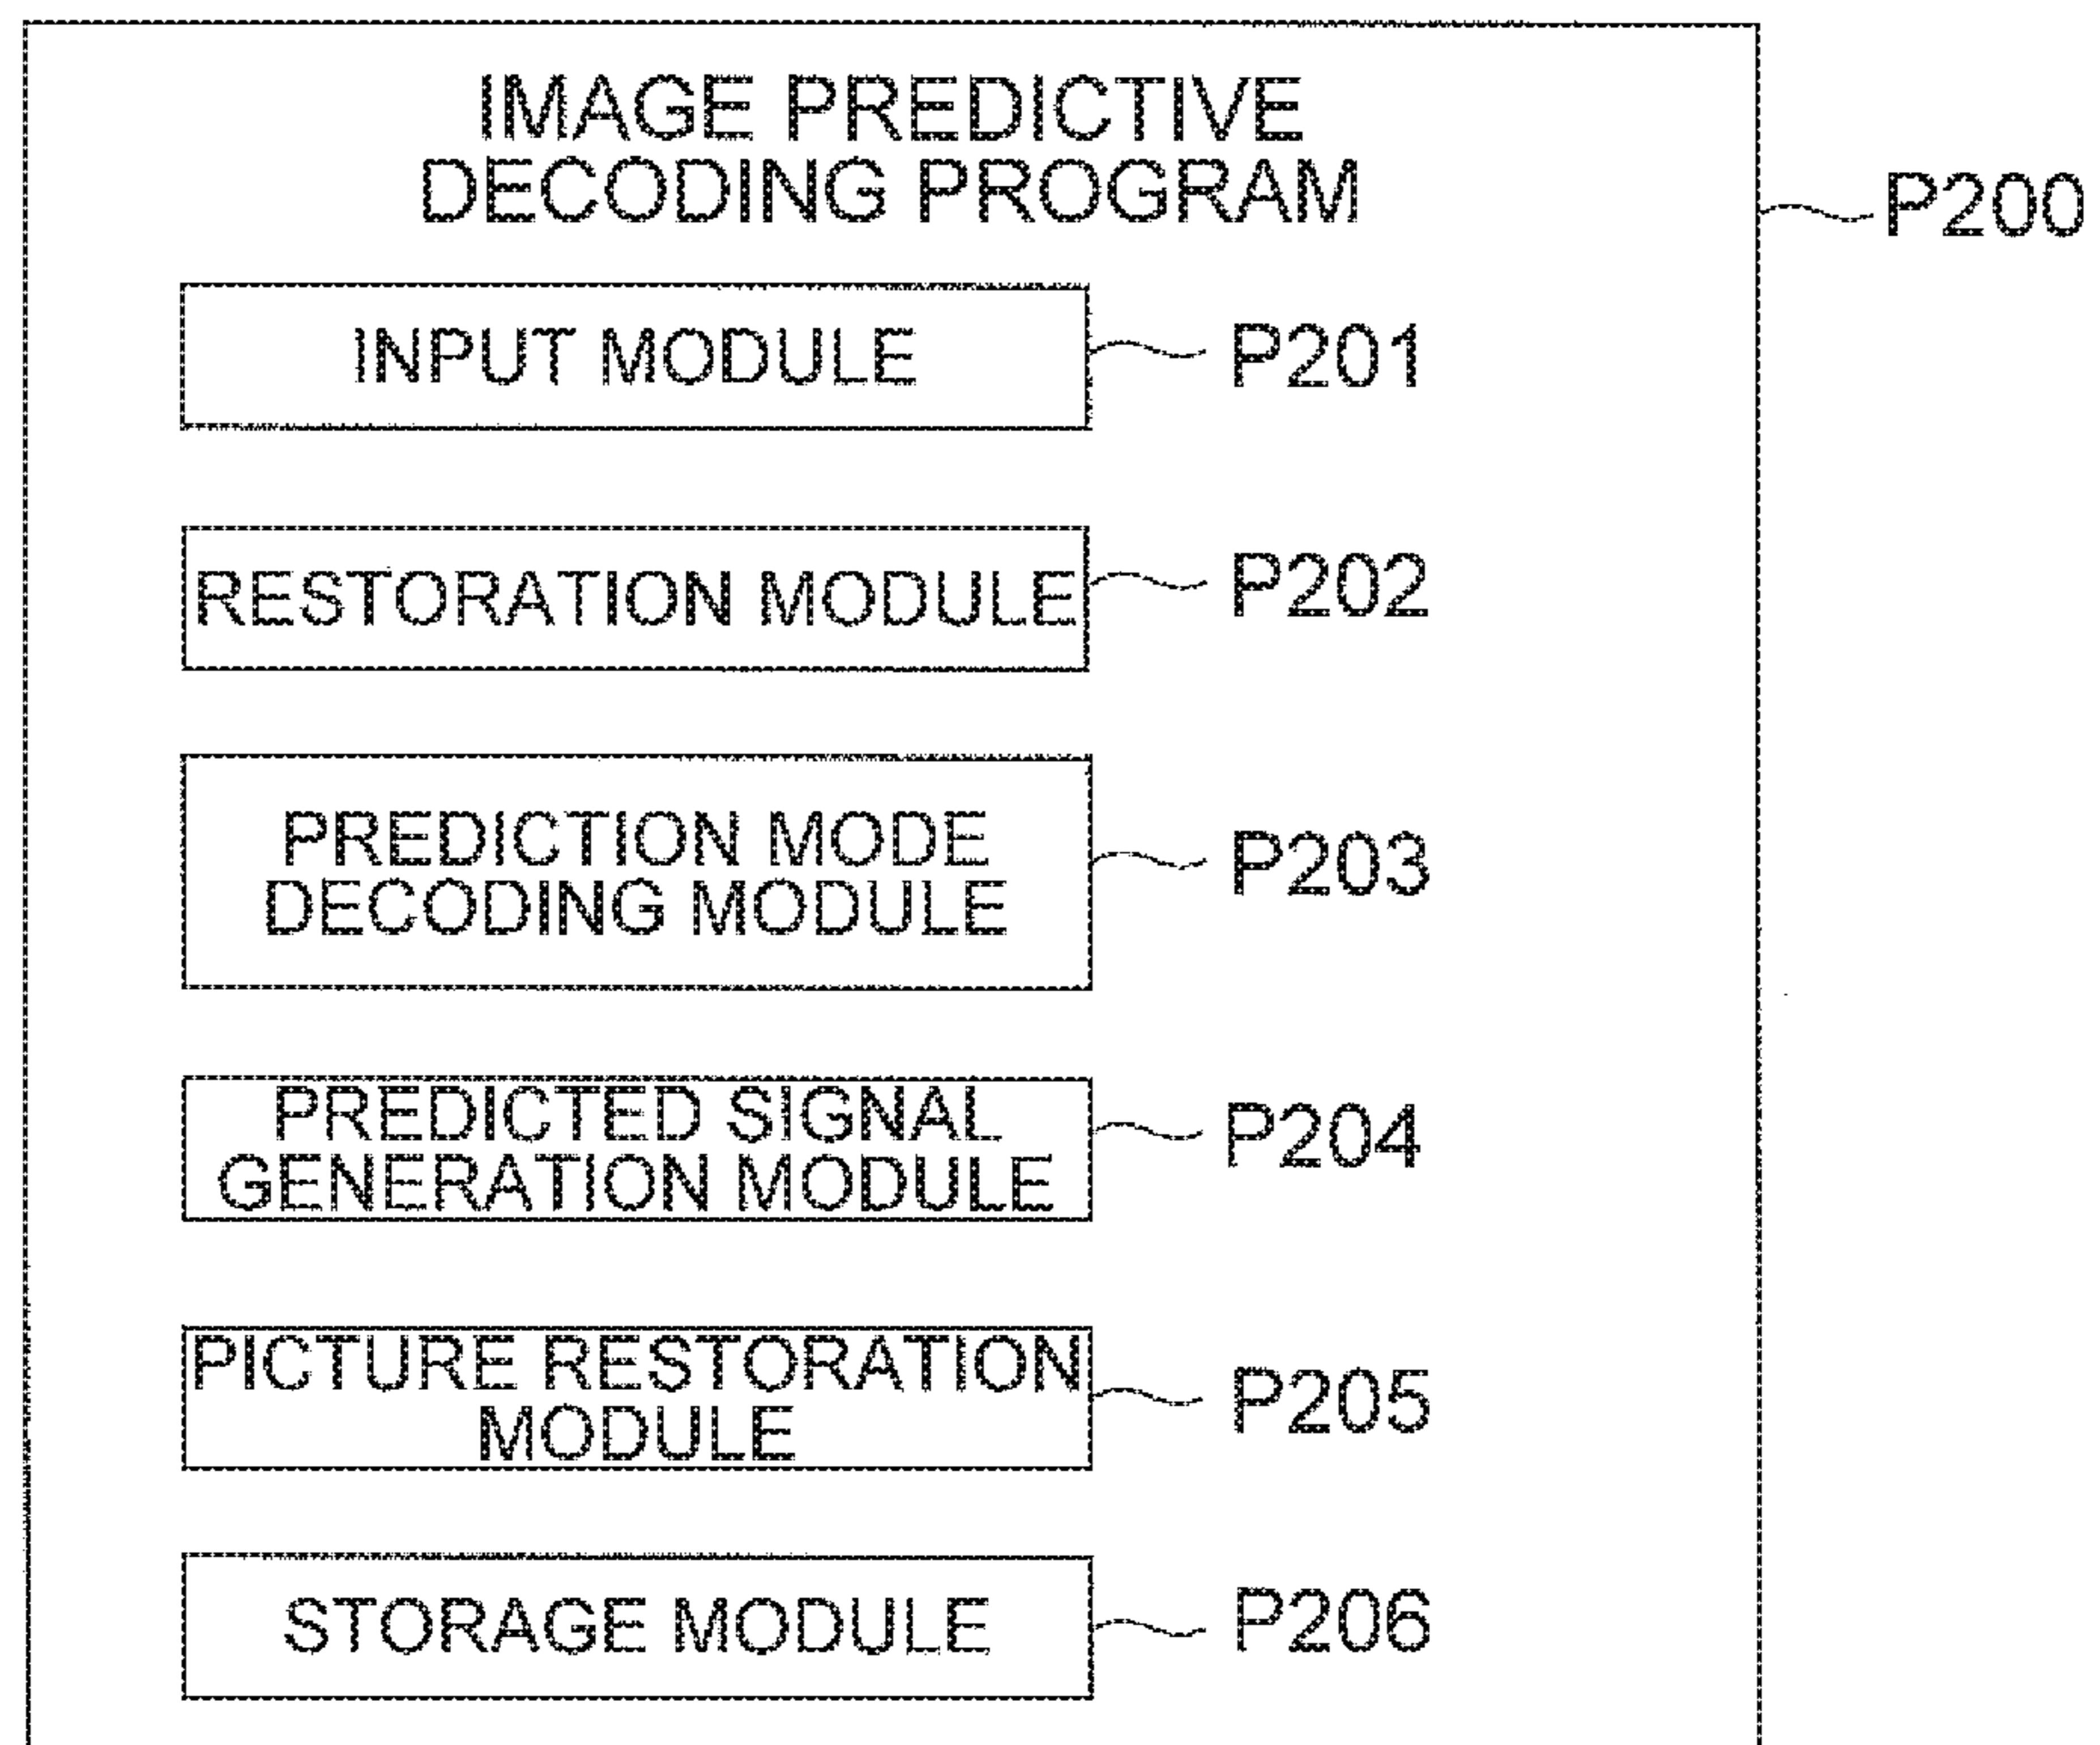 IMAGE PREDICTIVE
DECODING PROGRAM
P200
INPUT MODULE
P201
RESTORATION MODULE
P202
PREDICTION MODE
DECODING MODULE
P203
PREDICTED SIGNAL
GENERATION MODULE
P204
PICTURE RESTORATION
MODULE
P205
STORAGE MODULE
P206